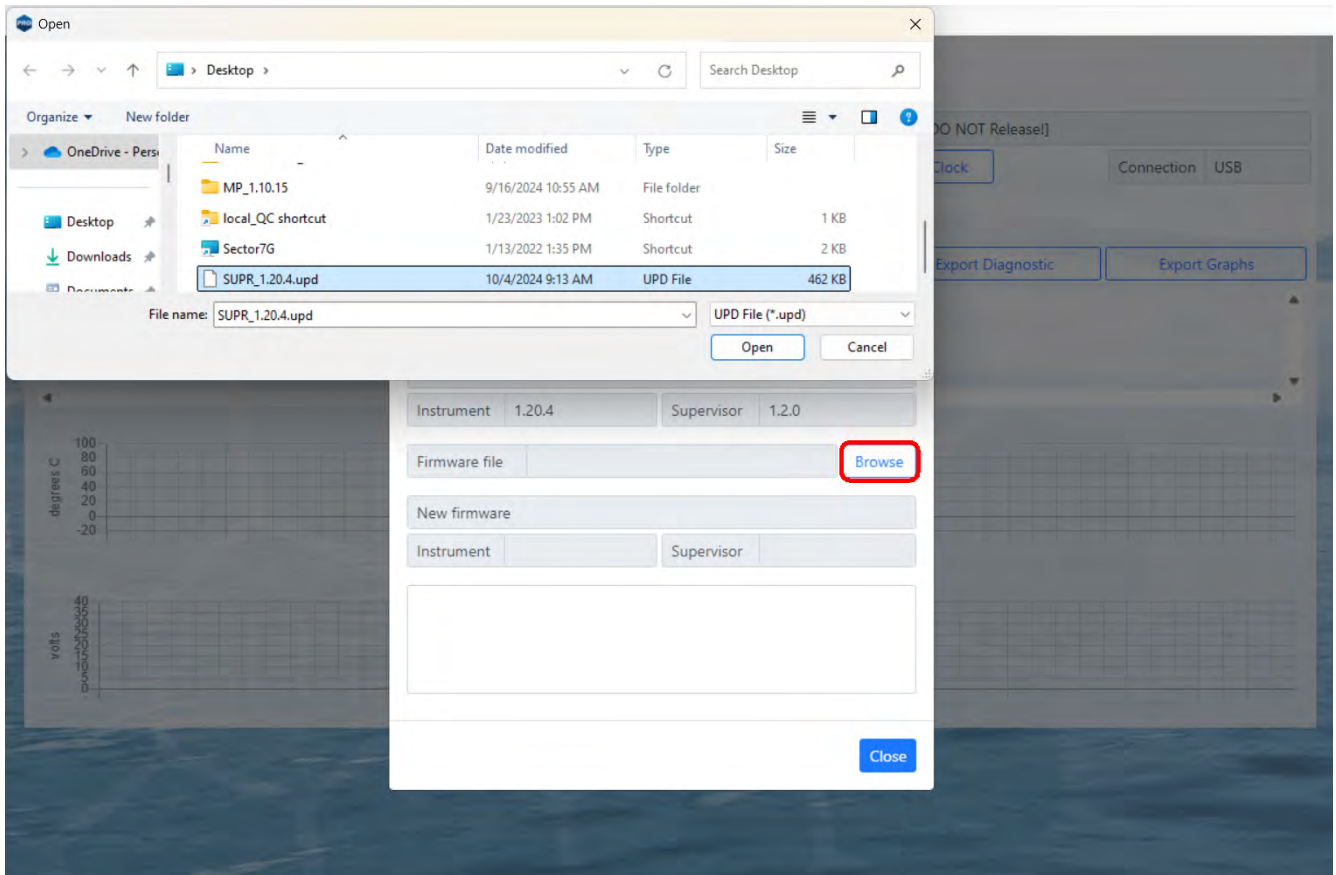 PRO Open
Desktop
Search Desktop
Organize New folder
OneDrive - Pers
Name Date modified Type Size
MP_1.10.15 9/16/2024 10:55 AM File folder
local_QC shortcut 1/23/2023 1:02 PM Shortcut 1 KB
Desktop
Sector7G 1/13/2022 1:35 PM Shortcut 2 KB
Downloads
SUPR_1.20.4.upd 10/4/2024 9:13 AM UPD File 462 KB
Documents
File name: SUPR_1.20.4.upd UPD File (*.upd)
Open Cancel
DO NOT Release!]
Clock Connection USB
Export Diagnostic Export Graphs
Instrument 1.20.4 Supervisor 1.2.0
Firmware file Browse
New firmware
Instrument Supervisor
Close
degrees C
100
80
60
40
20
0
-20
volts
40
35
30
25
20
15
10
5
0